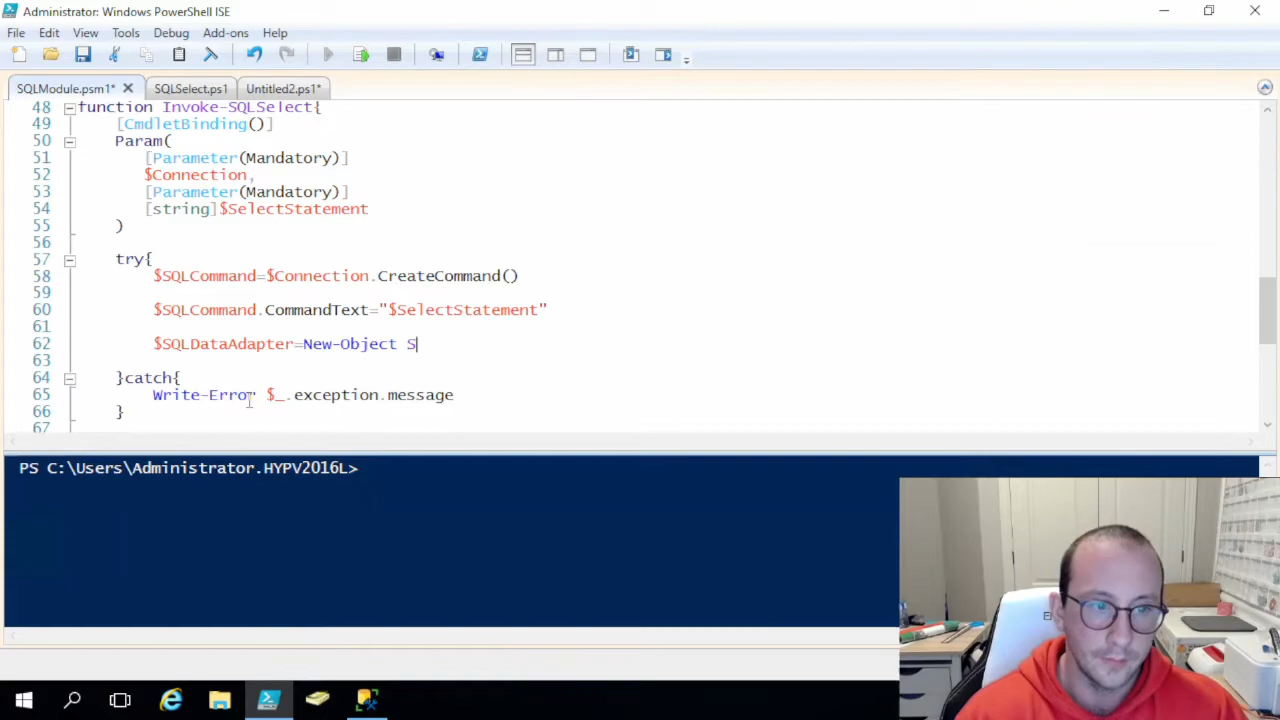 Administrator: Windows PowerShell ISE
File Edit View Tools Debug Add-ons Help
SQLModule.psm1* SQLSelect.ps1 Untitled2.ps1*
48 function Invoke-SQLSelect{
49 [CmdletBinding()]
50 Param(
51 [Parameter(Mandatory)]
52 $Connection,
53 [Parameter(Mandatory)]
54 [string]$SelectStatement
55 )
56
57 try{
58 $SQLCommand=$Connection.CreateCommand()
59
60 $SQLCommand.CommandText="$SelectStatement"
61
62 $SQLDataAdapter=New-Object S
63
64 }catch{
65 Write-Error $_.exception.message
66 }
67
PS C:\Users\Administrator.HYPV2016L>